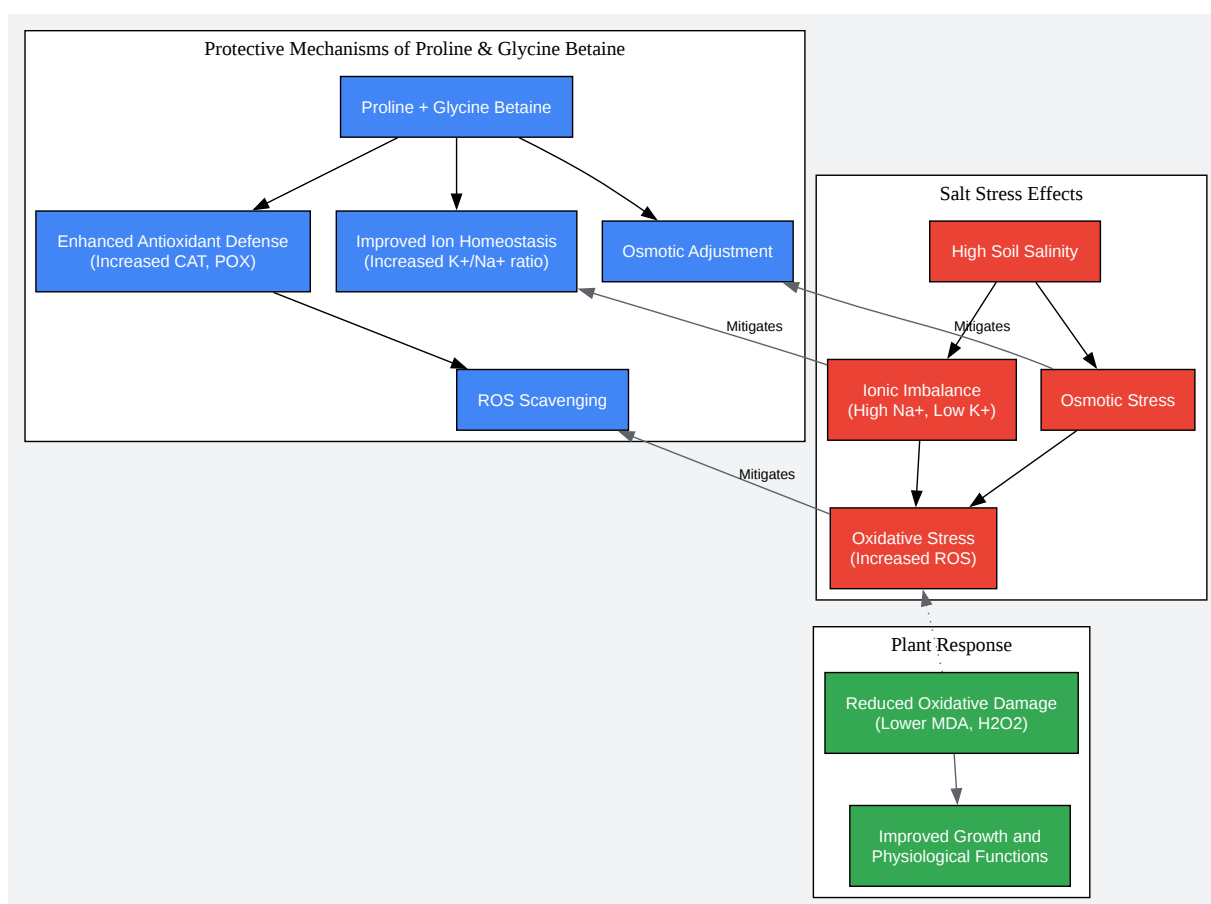 Protective Mechanisms of Proline & Glycine Betaine
Proline + Glycine Betaine
Enhanced Antioxidant Defense
(Increased CAT, POX)
Improved Ion Homeostasis
(Increased K+/Na+ ratio)
Osmotic Adjustment
ROS Scavenging
Mitigates
Mitigates
Mitigates
Salt Stress Effects
High Soil Salinity
Ionic Imbalance
(High Na+, Low K+)
Osmotic Stress
Oxidative Stress
(Increased ROS)
Plant Response
Reduced Oxidative Damage
(Lower MDA, H2O2)
Improved Growth and
Physiological Functions